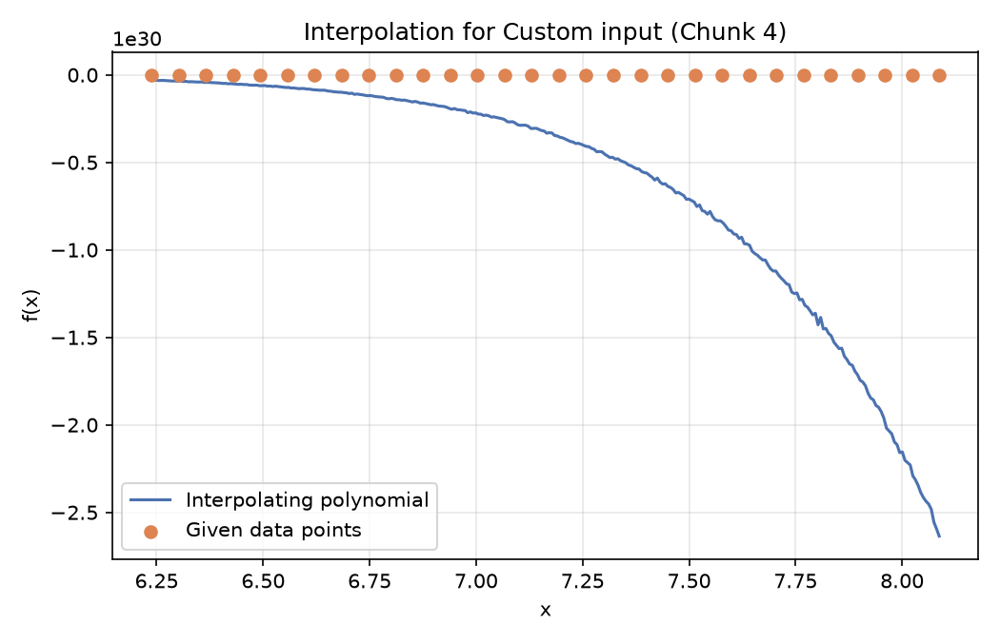 Interpolation for Custom input (Chunk 4)
1e30
0.0
−0.5
−1.0
−1.5
−2.0
−2.5
f(x)
Interpolating polynomial
Given data points
6.25 6.50 6.75 7.00 7.25 7.50 7.75 8.00
x